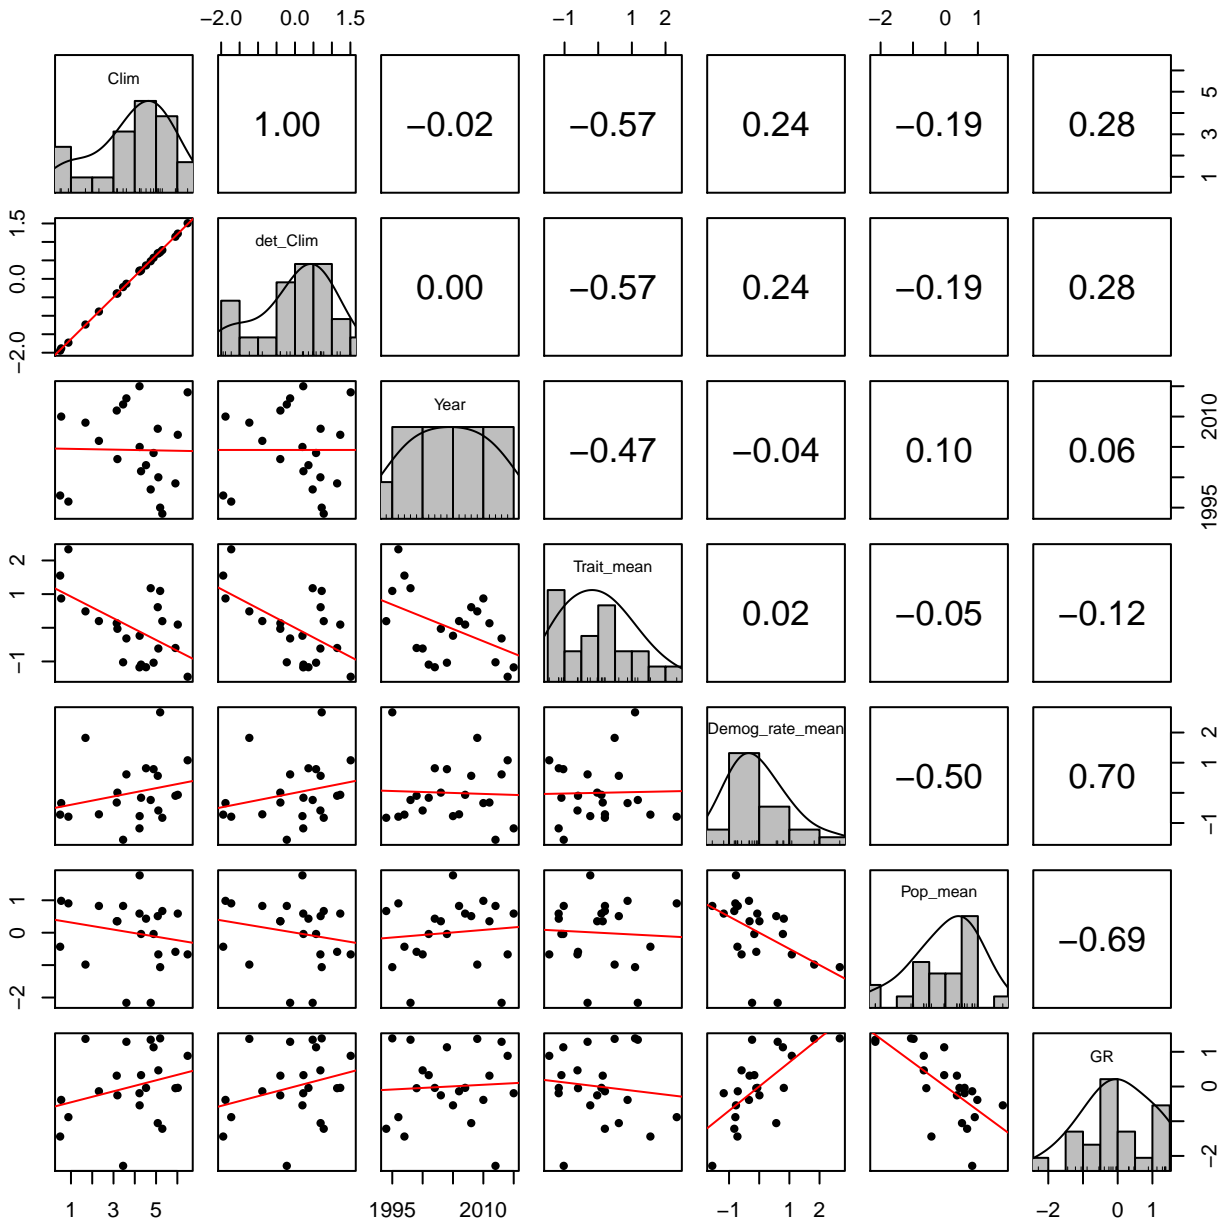 −2.0 0.0 1.5 −1 1 2 −2 0 1
Clim 1.00 −0.02 −0.57 0.24 −0.19 0.28 1 3 5
−2.0 0.0 1.5 det_Clim 0.00 −0.57 0.24 −0.19 0.28
Year −0.47 −0.04 0.10 0.06 1995 2010
−1 1 2 Trait_mean 0.02 −0.05 −0.12
Demog_rate_mean −0.50 0.70 −1 1 2
−2 0 1 Pop_mean −0.69
GR −2 0 1
1 3 5 1995 2010 −1 1 2 −2 0 1